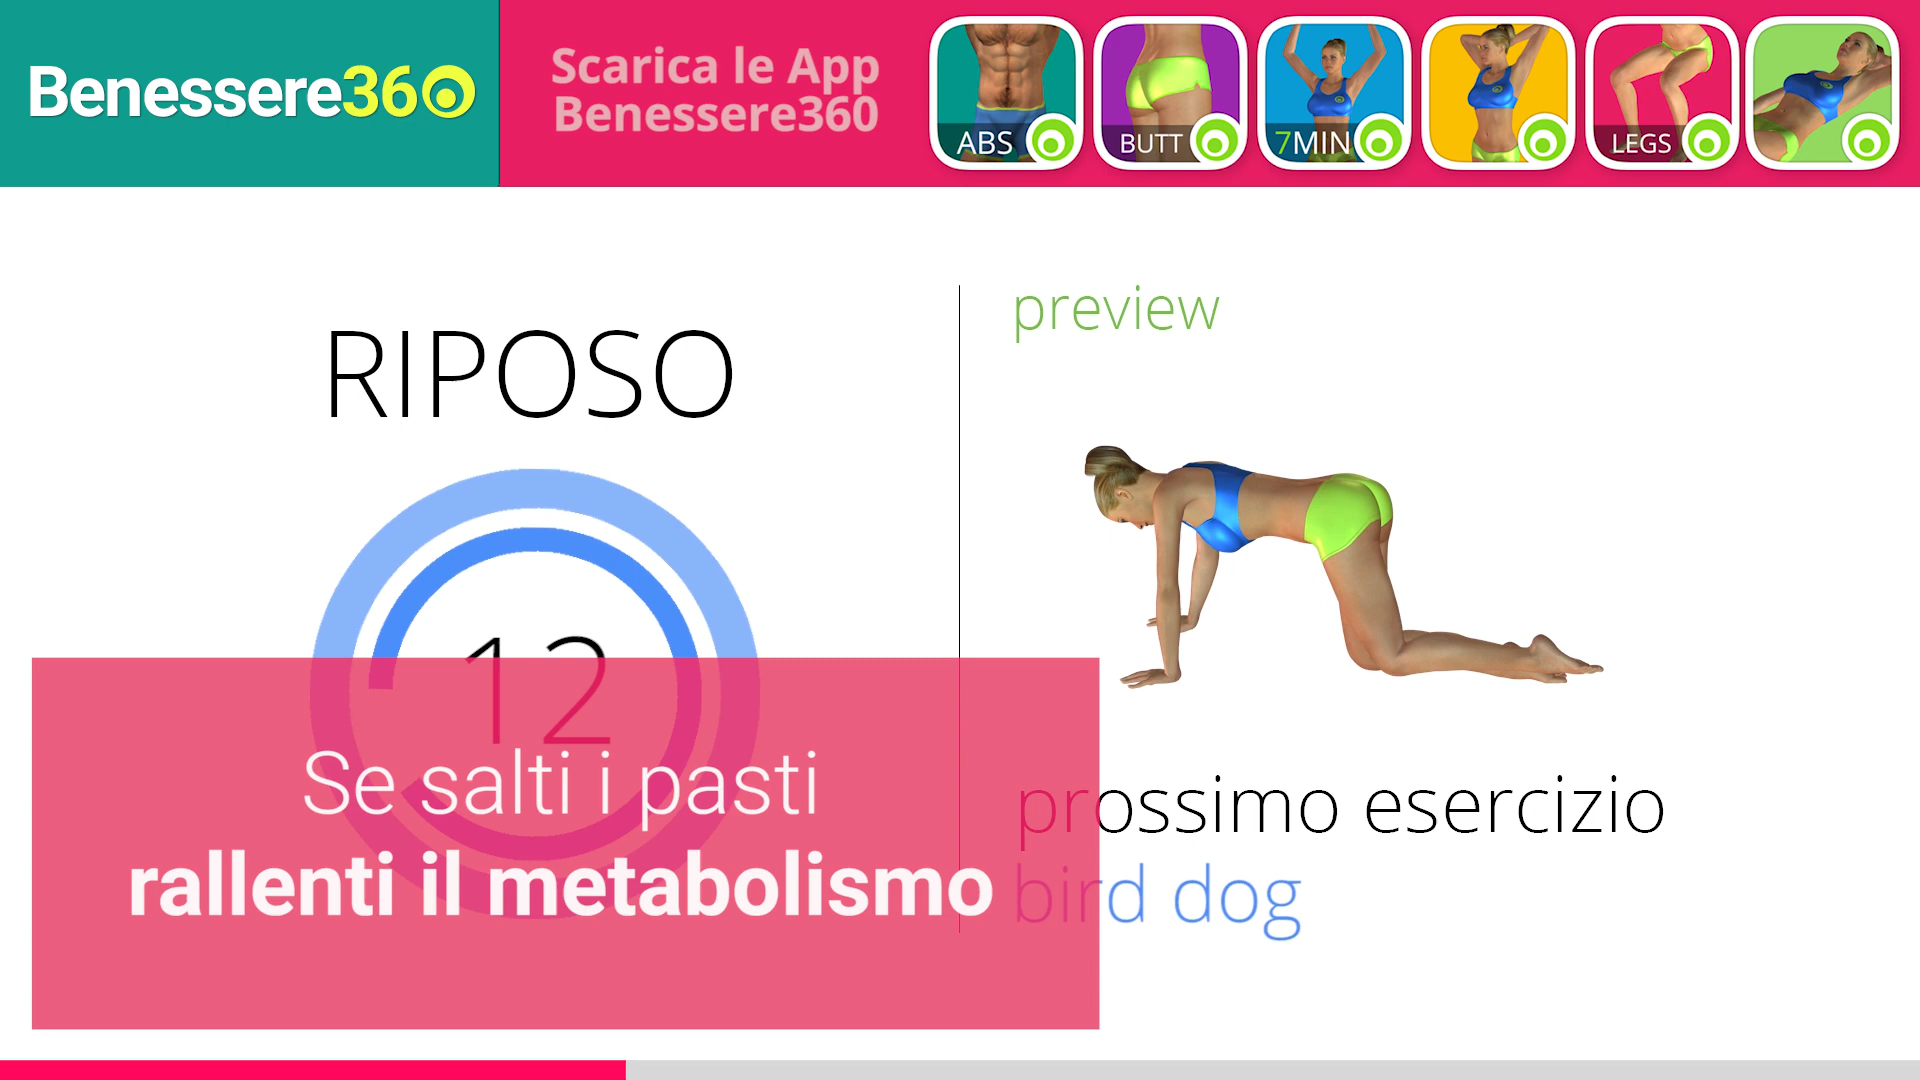 Benessere360
Scarica le App
Benessere360
ABS
BUTT
7MIN
LEGS
RIPOSO
12
preview
Se salti i pasti
rallenti il metabolismo
prossimo esercizio
bird dog